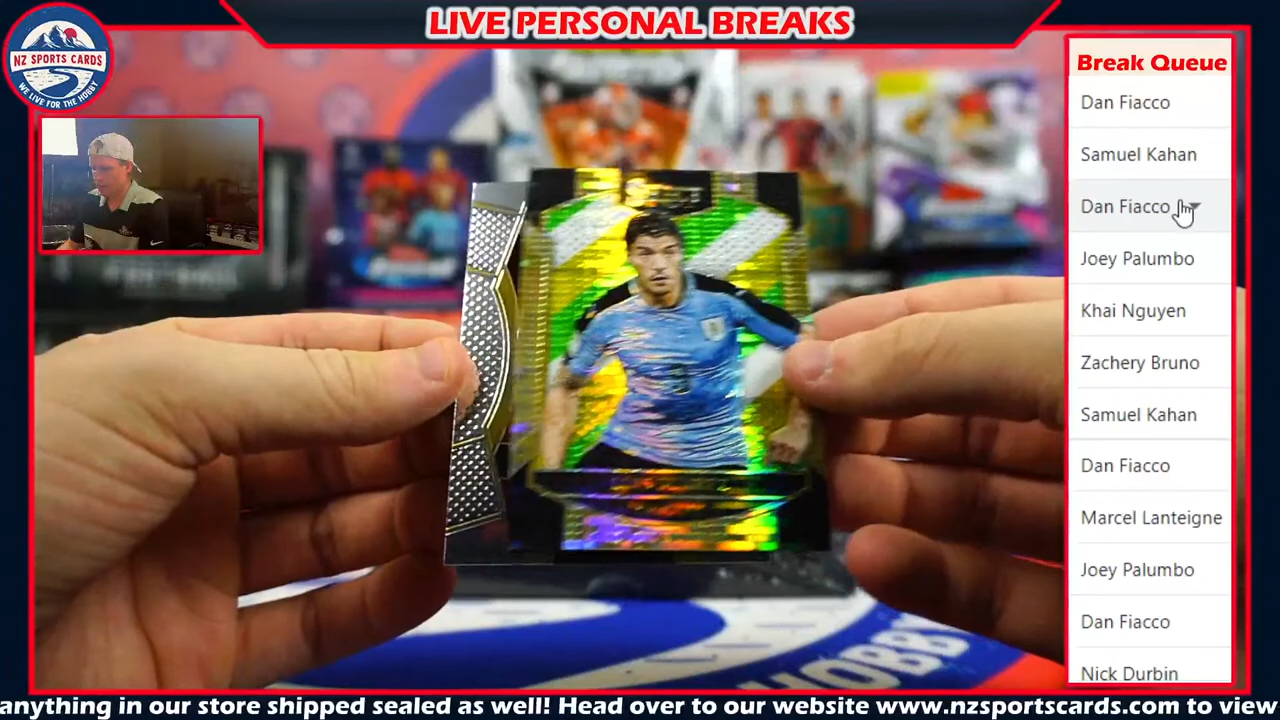 LIVE PERSONAL BREAKS
NZ SPORTS CARDS
WE LIVE FOR THE HOBBY
Break Queue
Dan Fiacco
Samuel Kahan
Dan Fiacco
Joey Palumbo
Khai Nguyen
Zachery Bruno
Samuel Kahan
Dan Fiacco
Marcel Lanteigne
Joey Palumbo
Dan Fiacco
Nick Durbin
HOBBY
anything in our store shipped sealed as well! Head over to our website www.nzsportscards.com to view